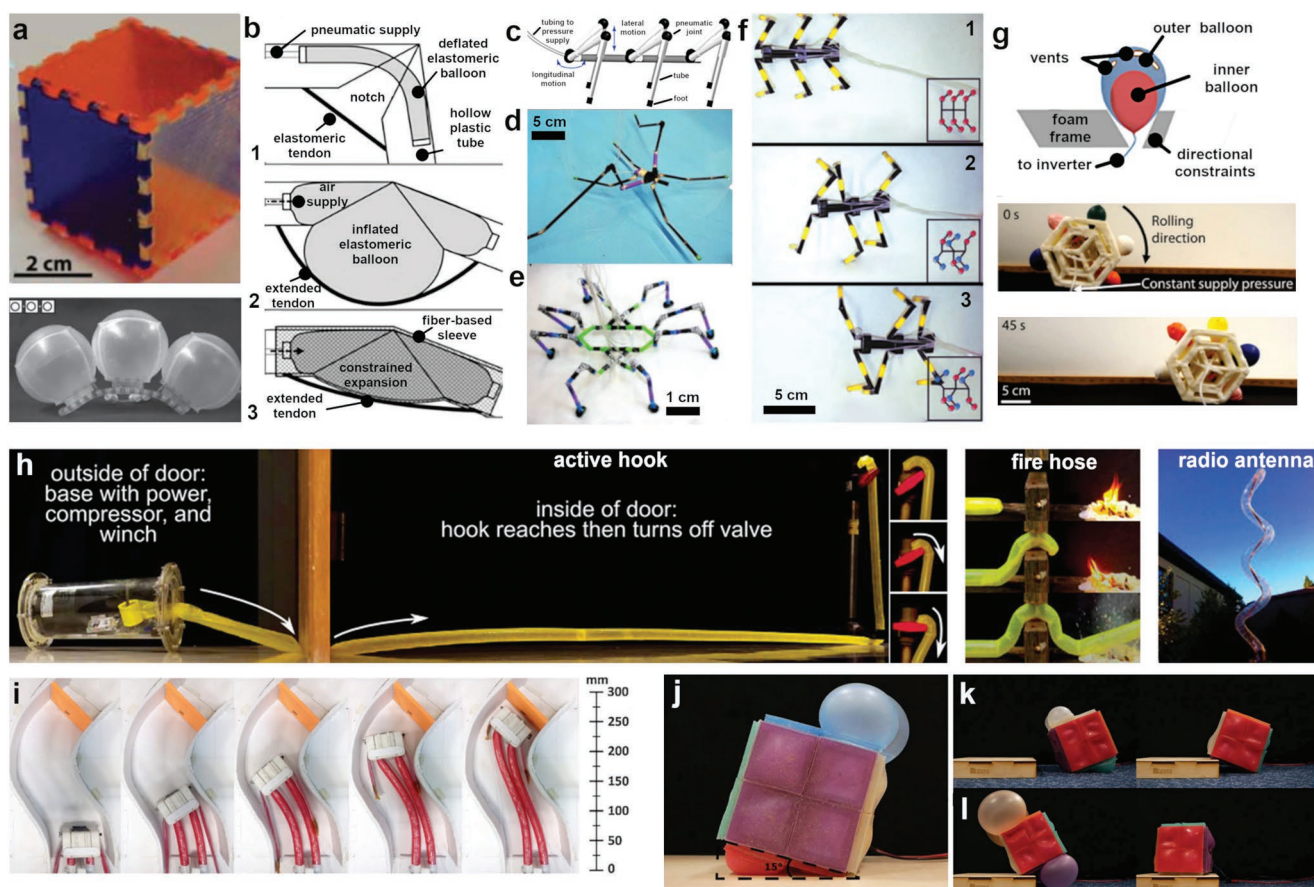 a
2 cm
b
pneumatic supply
deflated
elastomeric
balloon
notch
elastomeric
tendon
hollow
plastic
tube
1
air
supply
inflated
elastomeric
balloon
extended
tendon
2
fiber-based
sleeve
constrained
expansion
extended
tendon
3
c
tubing to
pressure
supply
lateral
motion
pneumatic
joint
longitudinal
motion
tube
foot
d
5 cm
e
1 cm
f
1
2
3
5 cm
g
outer balloon
vents
inner
balloon
foam
frame
to inverter
directional
constraints
0 s
Rolling
direction
Constant supply pressure
45 s
5 cm
h
outside of door:
base with power,
compressor, and
winch
active hook
inside of door:
hook reaches then turns off valve
fire hose
radio antenna
i
mm
300
250
200
150
100
50
0
j
15°
k
l